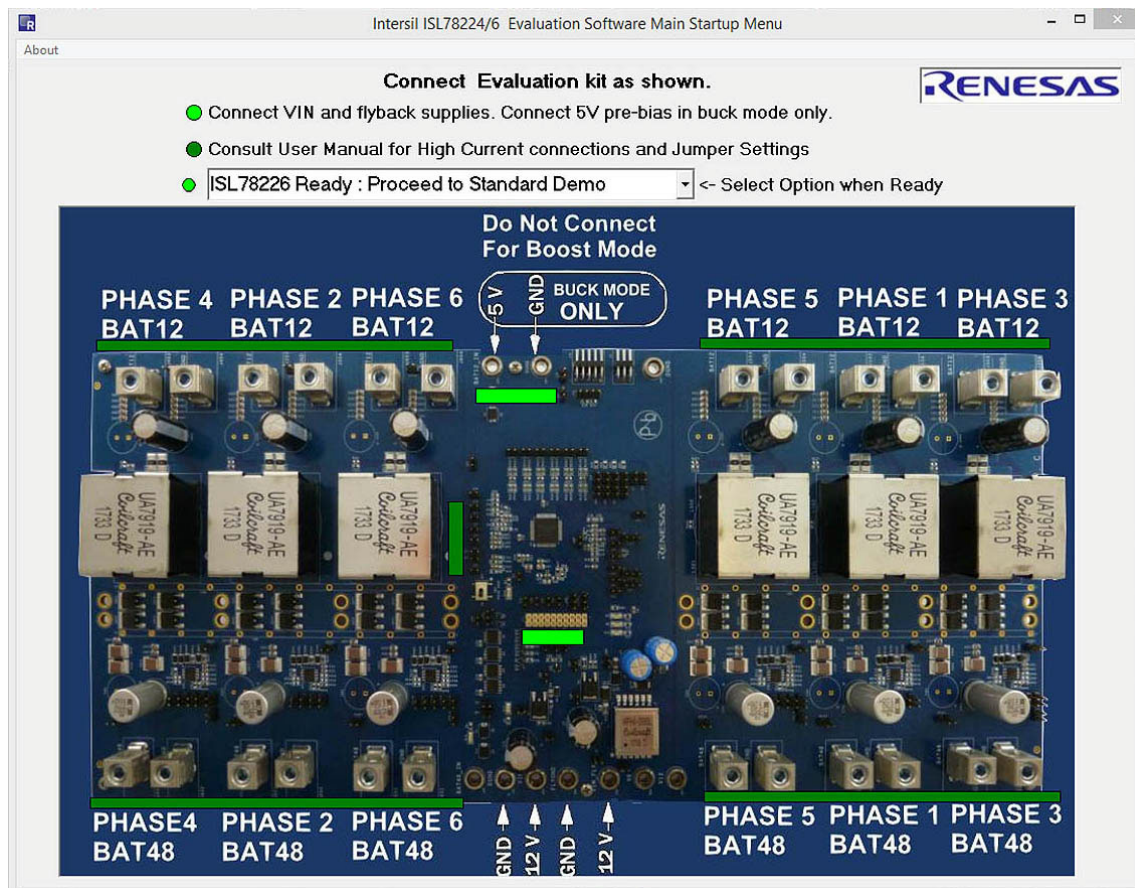 Intersil ISL78224/6 Evaluation Software Main Startup Menu
About
Connect Evaluation kit as shown.
RENESAS
Connect VIN and flyback supplies. Connect 5V pre-bias in buck mode only.
Consult User Manual for High Current connections and Jumper Settings
ISL78226 Ready : Proceed to Standard Demo
<- Select Option when Ready
Do Not Connect
For Boost Mode
PHASE 4 PHASE 2 PHASE 6
BAT12 BAT12 BAT12
5 V
GND
BUCK MODE
ONLY
PHASE 5 PHASE 1 PHASE 3
BAT12 BAT12 BAT12
Pb
UA7919-AE
Coilcraft
1733 D
UA7919-AE
Coilcraft
1733 D
UA7919-AE
Coilcraft
1733 D
RENESAS
UA7919-AE
Coilcraft
1733 D
UA7919-AE
Coilcraft
1733 D
UA7919-AE
Coilcraft
1733 D
PHASE4 PHASE 2 PHASE 6
BAT48 BAT48 BAT48
GND
12 V
GND
12 V
PHASE 5 PHASE 1 PHASE 3
BAT48 BAT48 BAT48